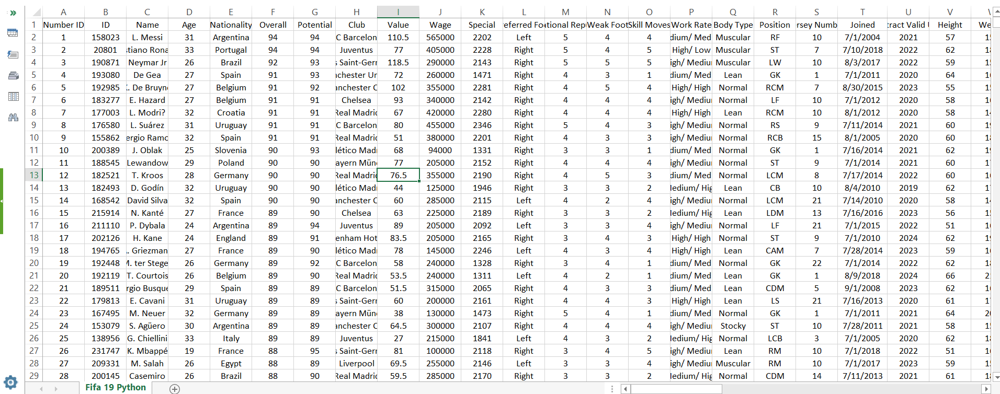 A B C D E F G H I J K L M N O P Q R S T U V
1 Number ID ID Name Age Nationality Overall Potential Club Value Wage Special eferred Fo tional Rep Weak Foot Skill Moves Work Rate Body Type Position rsey Numb Joined tract Valid Height We
2 1 158023 L. Messi 31 Argentina 94 94 C Barcelon 110.5 565000 2202 Left 5 4 4 dium/ Med Muscular RF 10 7/1/2004 2021 57
3 2 20801 stiano Rona 33 Portugal 94 94 Juventus 77 405000 2228 Right 5 4 5 High/ Low Muscular ST 7 7/10/2018 2022 62
4 3 190871 Neymar Jr 26 Brazil 92 93 s Saint-Gerr 118.5 290000 2143 Right 5 5 5 igh/ Mediu Muscular LW 10 8/3/2017 2022 59
5 4 193080 De Gea 27 Spain 91 93 nchester Ur 72 260000 1471 Right 4 3 1 dium/ Med Lean GK 1 7/1/2011 2020 64
6 5 192985 . De Bruyn 27 Belgium 91 92 anchester C 102 355000 2281 Right 4 5 4 High/ High Normal RCM 7 8/30/2015 2023 55
7 6 183277 E. Hazard 27 Belgium 91 91 Chelsea 93 340000 2142 Right 4 4 4 igh/ Mediu Normal LF 10 7/1/2012 2020 58
8 7 177003 L. Modri? 32 Croatia 91 91 Real Madri 67 420000 2280 Right 4 4 4 High/ High Lean RCM 10 8/1/2012 2020 58
9 8 176580 L. Suárez 31 Uruguay 91 91 C Barcelon 80 455000 2346 Right 5 4 3 igh/ Mediu Normal RS 9 7/11/2014 2021 60
10 9 155862 ergio Ramo 32 Spain 91 91 Real Madri 51 380000 2201 Right 4 3 3 igh/ Mediu Normal RCB 15 8/1/2005 2020 60
11 10 200389 J. Oblak 25 Slovenia 90 93 lético Mad 68 94000 1331 Right 3 3 1 dium/ Med Normal GK 1 7/16/2014 2021 62
12 11 188545 Lewandow 29 Poland 90 90 ayern Mün 77 205000 2152 Right 4 4 4 igh/ Mediu Normal ST 9 7/1/2014 2021 60
13 12 182521 T. Kroos 28 Germany 90 90 Real Madri 76.5 355000 2190 Right 4 5 3 dium/ Med Normal LCM 8 7/17/2014 2022 60
14 13 182493 D. Godín 32 Uruguay 90 90 lético Mad 44 125000 1946 Right 3 3 2 ledium/ Hig Lean CB 10 8/4/2010 2019 62
15 14 168542 David Silva 32 Spain 90 90 anchester C 60 285000 2115 Left 4 2 4 igh/ Mediu Normal LCM 21 7/14/2010 2020 58
16 15 215914 N. Kanté 27 France 89 90 Chelsea 63 225000 2189 Right 3 3 2 ledium/ Hig Lean LDM 13 7/16/2016 2023 56
17 16 211110 P. Dybala 24 Argentina 89 94 Juventus 89 205000 2092 Left 3 3 4 igh/ Mediu Normal LF 21 7/1/2015 2022 51
18 17 202126 H. Kane 24 England 89 91 enham Hot 83.5 205000 2165 Right 3 4 3 High/ High Normal ST 9 7/1/2010 2024 62
19 18 194765 . Griezman 27 France 89 90 lético Mad 78 145000 2246 Left 4 3 4 High/ High Lean CAM 7 7/28/2014 2023 59
20 19 192448 M. ter Stege 26 Germany 89 92 C Barcelon 58 240000 1328 Right 3 4 1 dium/ Med Normal GK 22 7/1/2014 2022 62
21 20 192119 T. Courtois 26 Belgium 89 90 Real Madri 53.5 240000 1311 Left 4 2 1 dium/ Med Lean GK 1 8/9/2018 2024 66
22 21 189511 rgio Busque 29 Spain 89 89 C Barcelon 51.5 315000 2065 Right 4 3 3 dium/ Med Lean CDM 5 9/1/2008 2023 62
23 22 179813 E. Cavani 31 Uruguay 89 89 s Saint-Gerr 60 200000 2161 Right 4 4 3 High/ High Lean LS 21 7/16/2013 2020 61
24 23 167495 M. Neuer 32 Germany 89 89 ayern Mün 38 130000 1473 Right 5 4 1 dium/ Med Normal GK 1 7/1/2011 2021 64
25 24 153079 S. Agüero 30 Argentina 89 89 anchester C 64.5 300000 2107 Right 4 4 4 igh/ Mediu Stocky ST 10 7/28/2011 2021 58
26 25 138956 G. Chiellini 33 Italy 89 89 Juventus 27 215000 1841 Left 4 3 2 ledium/ Hig Normal LCB 3 7/1/2005 2020 62
27 26 231747 K. Mbappé 19 France 88 95 s Saint-Gerr 81 100000 2118 Right 3 4 5 igh/ Mediu Lean RM 10 7/1/2018 2022 51
28 27 209331 M. Salah 26 Egypt 88 89 Liverpool 69.5 255000 2146 Left 3 3 4 igh/ Mediu Muscular RM 10 7/1/2017 2023 59
29 28 200145 Casemiro 26 Brazil 88 90 Real Madri 59.5 285000 2170 Right 3 3 2 ledium/ Hig Normal CDM 14 7/11/2013 2021 61
Fifa 19 Python